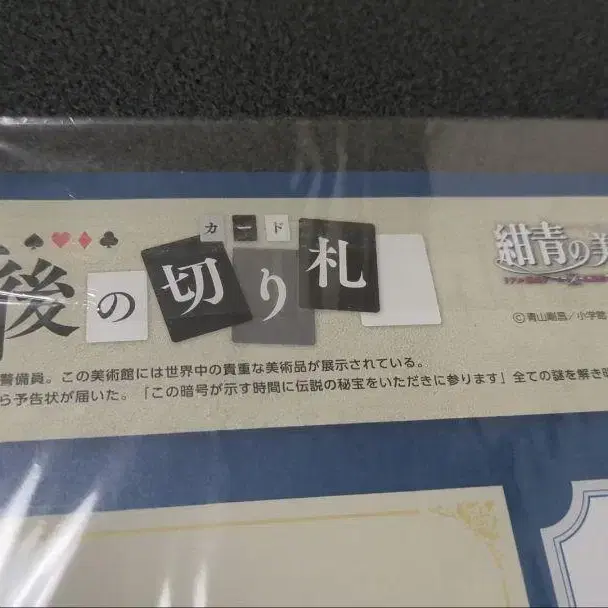 カード
後の切り札
紺青の美
©青山剛昌／小学館
警備員。この美術館には世界中の貴重な美術品が展示されている。
ら予告状が届いた。「この暗号が示す時間に伝説の秘宝をいただきに参ります」全ての謎を解き明